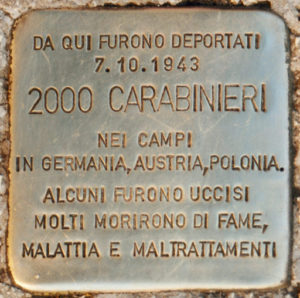 DA QUI FURONO DEPORTATI
7.10.1943
2000 CARABINIERI
NEI CAMPI
IN GERMANIA, AUSTRIA, POLONIA.
ALCUNI FURONO UCCISI
MOLTI MORIRONO DI FAME,
MALATTIA E MALTRATTAMENTI